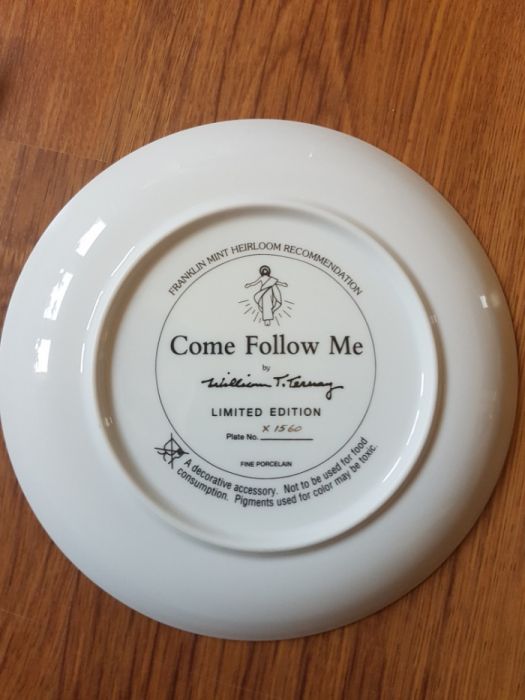 FRANKLIN MINT HEIRLOOM RECOMMENDATION
Come Follow Me
by
William T. Ternay
LIMITED EDITION
Plate No. X 1560
FINE PORCELAIN
A decorative accessory. Not to be used for food
consumption. Pigments used for color may be toxic.